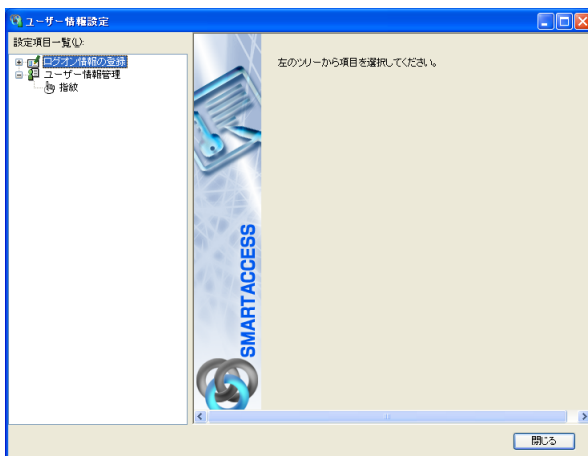 ユーザー情報設定
設定項目一覧(L):
ログオン情報の登録
ユーザー情報管理
指紋
左のツリーから項目を選択してください。
SMARTACCESS
閉じる